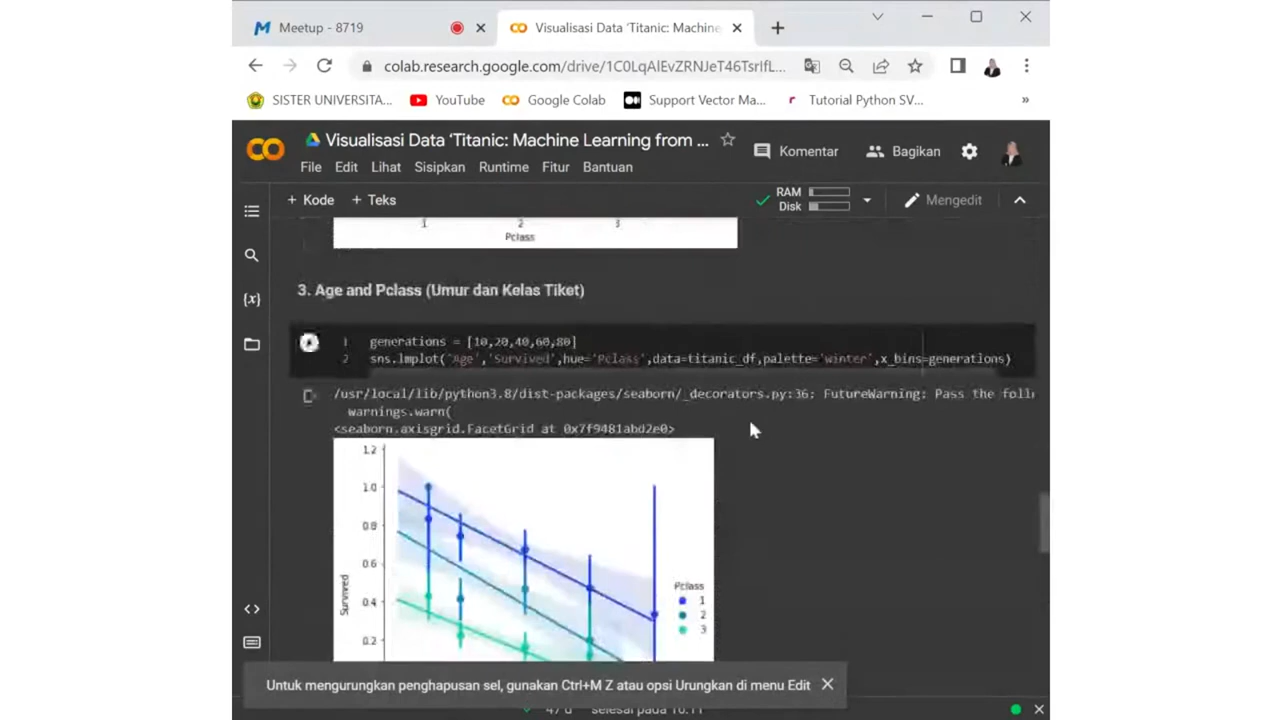 Meetup - 8719
Visualisasi Data 'Titanic: Machine
colab.research.google.com/drive/1C0LqAlEvZRNJeT46TsrIfL...
SISTER UNIVERSITA...
YouTube
Google Colab
Support Vector Ma...
Tutorial Python SV...
»
Visualisasi Data 'Titanic: Machine Learning from ...
Komentar
Bagikan
File Edit Lihat Sisipkan Runtime Fitur Bantuan
+ Kode + Teks
RAM
Disk
Mengedit
1 2 3
Pclass
3. Age and Pclass (Umur dan Kelas Tiket)
1 generations = [10,20,40,60,80]
2 sns.lmplot('Age','Survived',hue='Pclass',data=titanic_df,palette='winter',x_bins=generations)
/usr/local/lib/python3.8/dist-packages/seaborn/_decorators.py:36: FutureWarning: Pass the
warnings.warn(
<seaborn.axisgrid.FacetGrid at 0x7f9481abd2e0>
1.2
1.0
0.8
0.6
0.4
0.2
Survived
Pclass
1
2
3
Untuk mengurungkan penghapusan sel, gunakan Ctrl+M Z atau opsi Urungkan di menu Edit
selesai pada